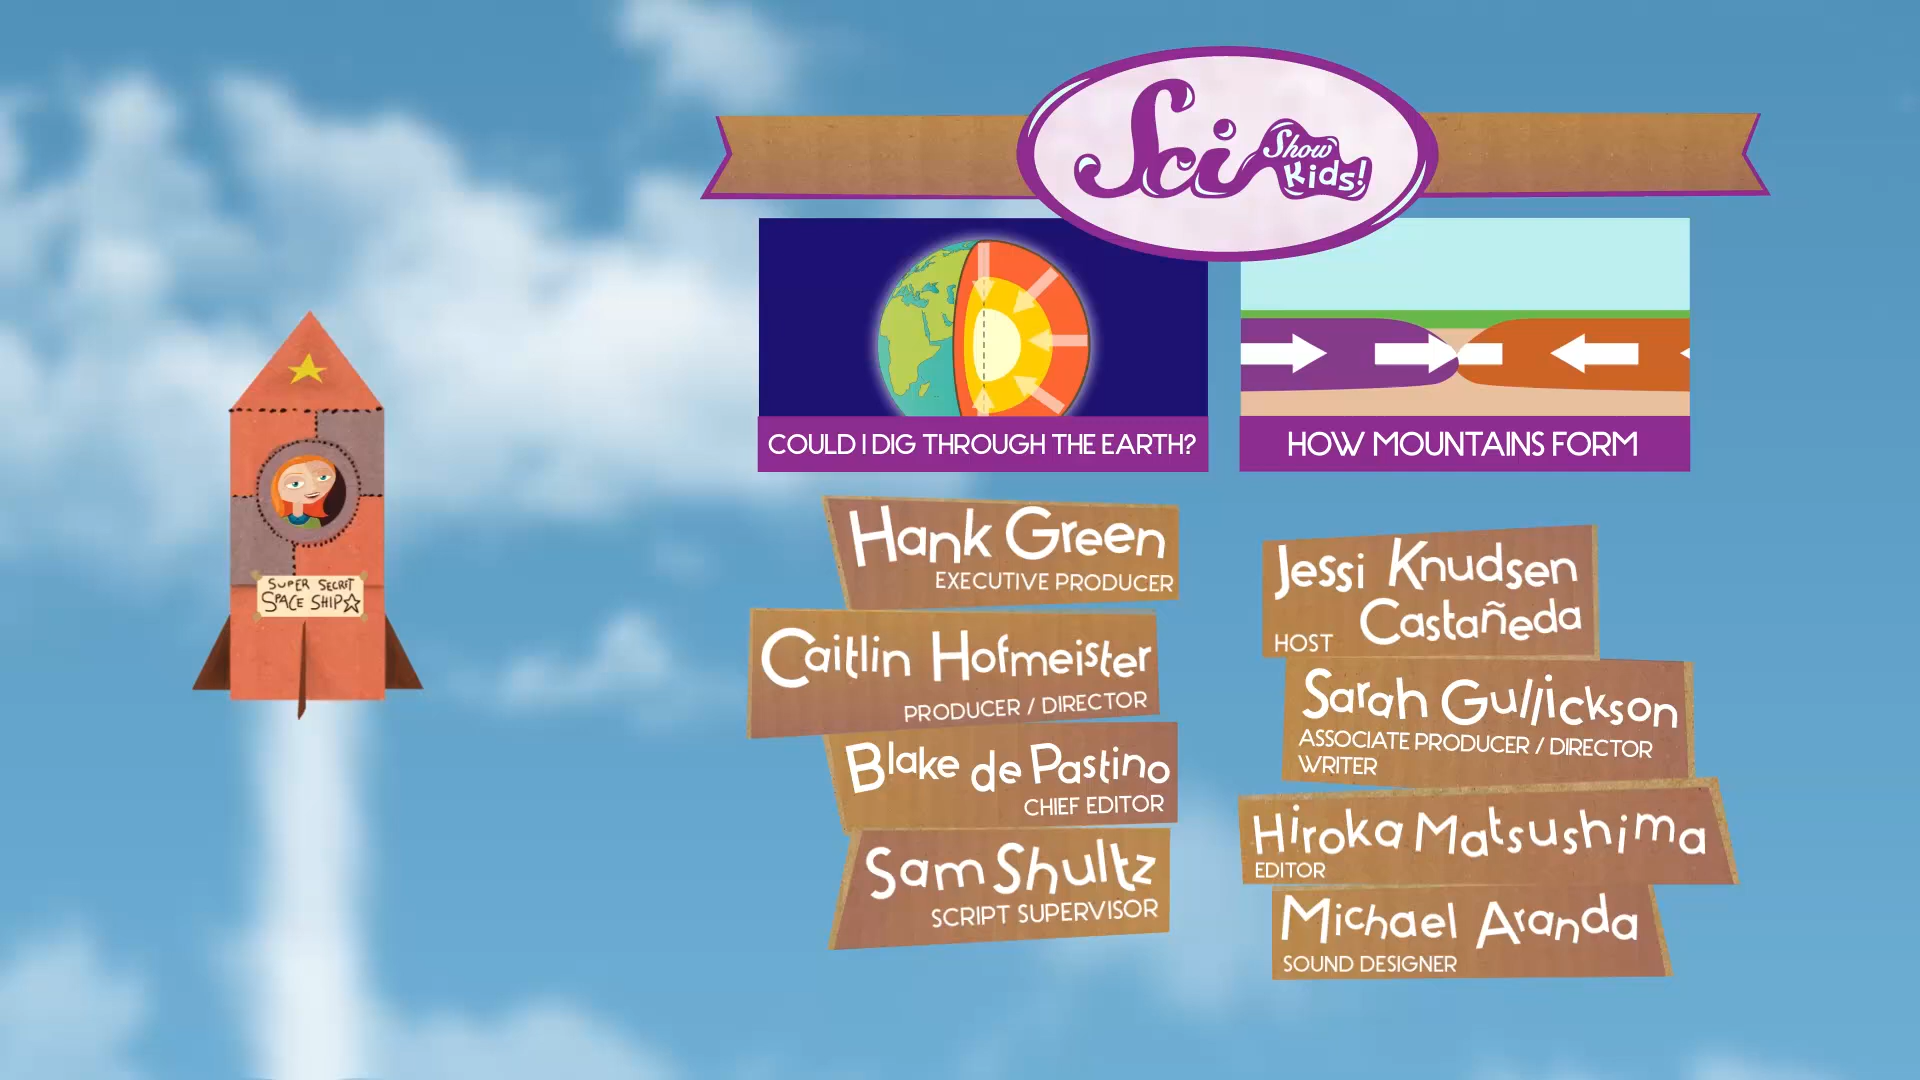 Sci Show
Kids!
COULD I DIG THROUGH THE EARTH?
HOW MOUNTAINS FORM
SUPER SECRET
SPACE SHIP
Hank Green
EXECUTIVE PRODUCER
Caitlin Hofmeister
PRODUCER / DIRECTOR
Blake de Pastino
CHIEF EDITOR
Sam Shultz
SCRIPT SUPERVISOR
Jessi Knudsen
Castañeda
HOST
Sarah Gullickson
ASSOCIATE PRODUCER / DIRECTOR
WRITER
Hiroka Matsushima
EDITOR
Michael Aranda
SOUND DESIGNER